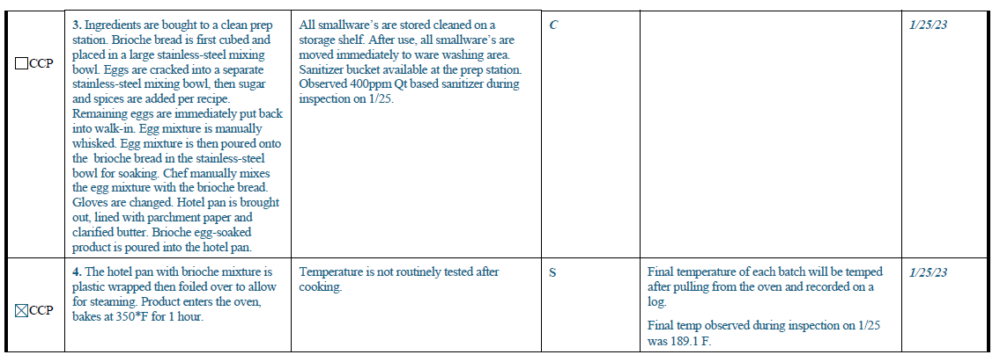 CCP
3. Ingredients are bought to a clean prep
station. Brioche bread is first cubed and
placed in a large stainless-steel mixing
bowl. Eggs are cracked into a separate
stainless-steel mixing bowl, then sugar
and spices are added per recipe.
Remaining eggs are immediately put back
into walk-in. Egg mixture is manually
whisked. Egg mixture is then poured onto
the brioche bread in the stainless-steel
bowl for soaking. Chef manually mixes
the egg mixture with the brioche bread.
Gloves are changed. Hotel pan is brought
out, lined with parchment paper and
clarified butter. Brioche egg-soaked
product is poured into the hotel pan.
All smallware's are stored cleaned on a
storage shelf. After use, all smallware's are
moved immediately to ware washing area.
Sanitizer bucket available at the prep station.
Observed 400ppm Qt based sanitizer during
inspection on 1/25.
C
1/25/23
CCP
4. The hotel pan with brioche mixture is
plastic wrapped then foiled over to allow
for steaming. Product enters the oven,
bakes at 350*F for 1 hour.
Temperature is not routinely tested after
cooking.
S
Final temperature of each batch will be temped
after pulling from the oven and recorded on a
log.
Final temp observed during inspection on 1/25
was 189.1 F.
1/25/23